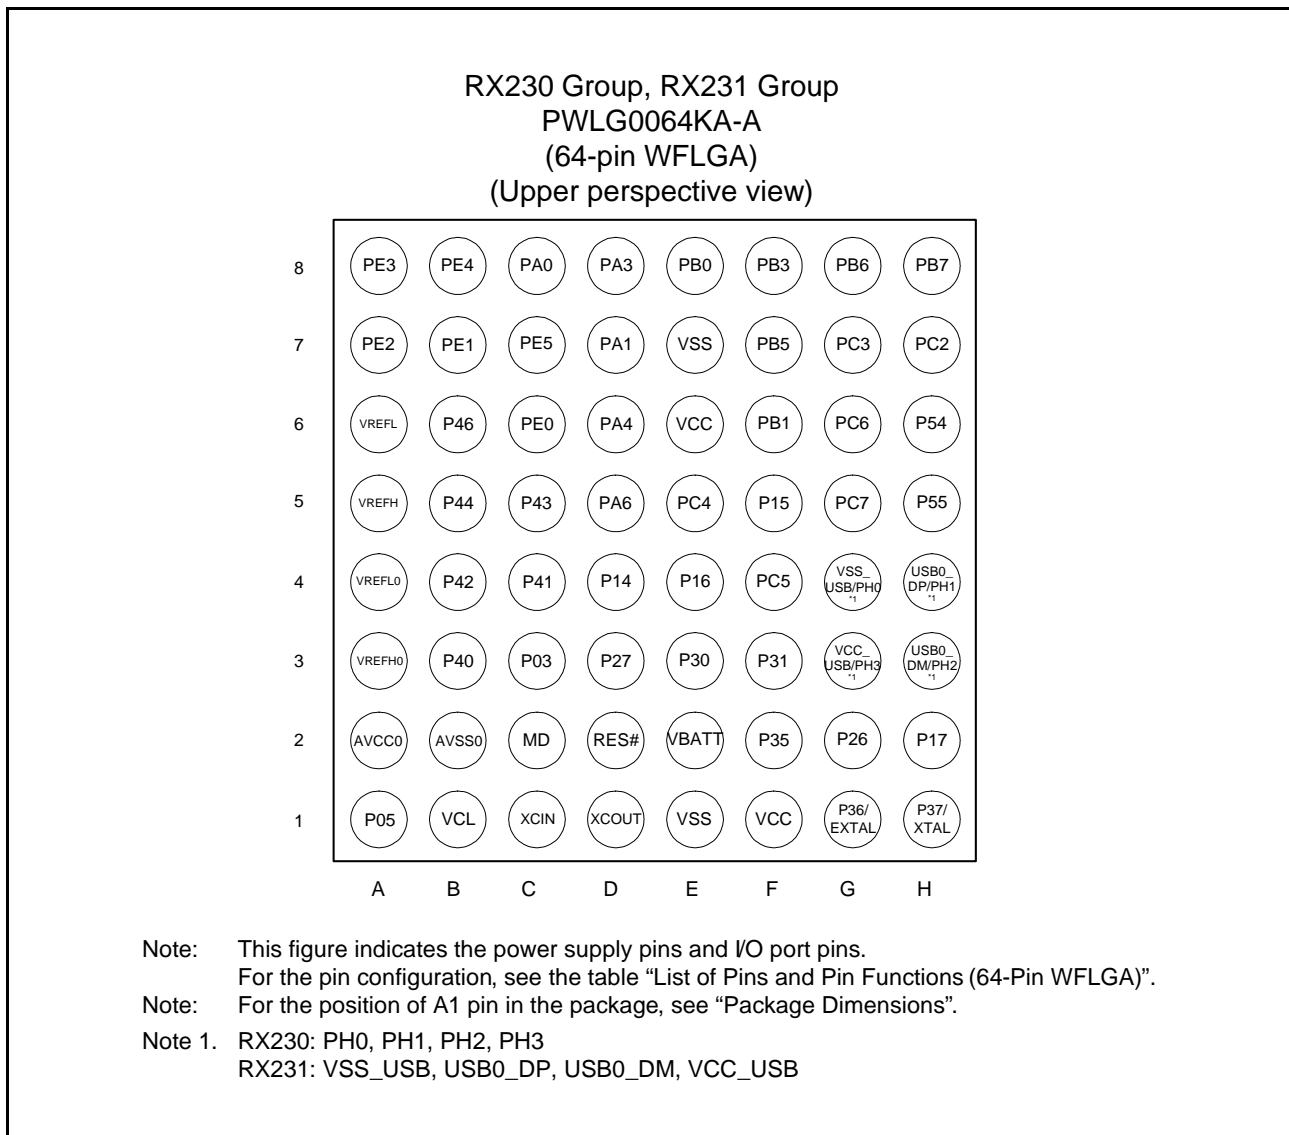 RX230 Group, RX231 Group
PWLG0064KA-A
(64-pin WFLGA)
(Upper perspective view)
8 PE3 PE4 PA0 PA3 PB0 PB3 PB6 PB7
7 PE2 PE1 PE5 PA1 VSS PB5 PC3 PC2
6 VREFL P46 PE0 PA4 VCC PB1 PC6 P54
5 VREFH P44 P43 PA6 PC4 P15 PC7 P55
4 VREFL0 P42 P41 P14 P16 PC5 VSS_USB/PH0 *1 USB0_DP/PH1 *1
3 VREFH0 P40 P03 P27 P30 P31 VCC_USB/PH3 *1 USB0_DM/PH2 *1
2 AVCC0 AVSS0 MD RES# VBATT P35 P26 P17
1 P05 VCL XCIN XCOUT VSS VCC P36/EXTAL P37/XTAL
A B C D E F G H
Note: This figure indicates the power supply pins and I/O port pins.
For the pin configuration, see the table “List of Pins and Pin Functions (64-Pin WFLGA)”.
Note: For the position of A1 pin in the package, see “Package Dimensions”.
Note 1. RX230: PH0, PH1, PH2, PH3
RX231: VSS_USB, USB0_DP, USB0_DM, VCC_USB